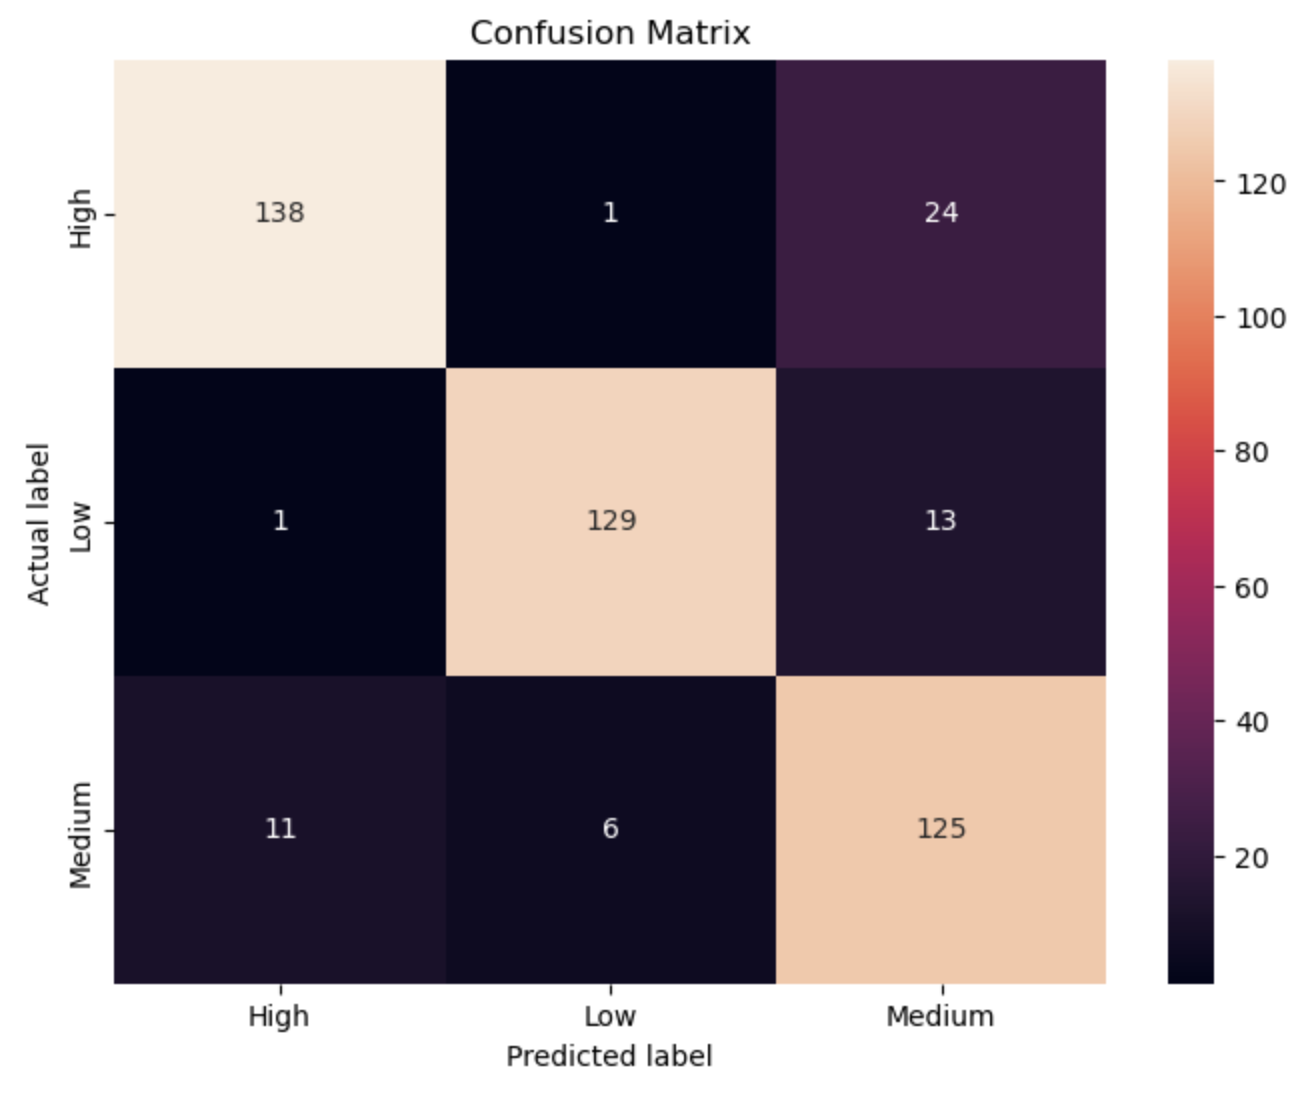 Confusion Matrix
High 138 1 24
Low 1 129 13
Medium 11 6 125
High Low Medium
Predicted label
Actual label
120
100
80
60
40
20